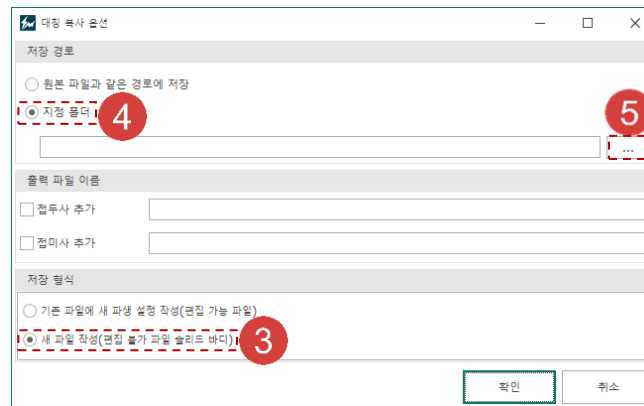 대칭 복사 옵션
저장 경로
원본 파일과 같은 경로에 저장
지정 폴더 4
5
...
출력 파일 이름
접두사 추가
접미사 추가
저장 형식
기존 파일에 새 파생 설정 작성(편집 가능 파일)
새 파일 작성(편집 불가 파일 솔리드 바디) 3
확인 취소